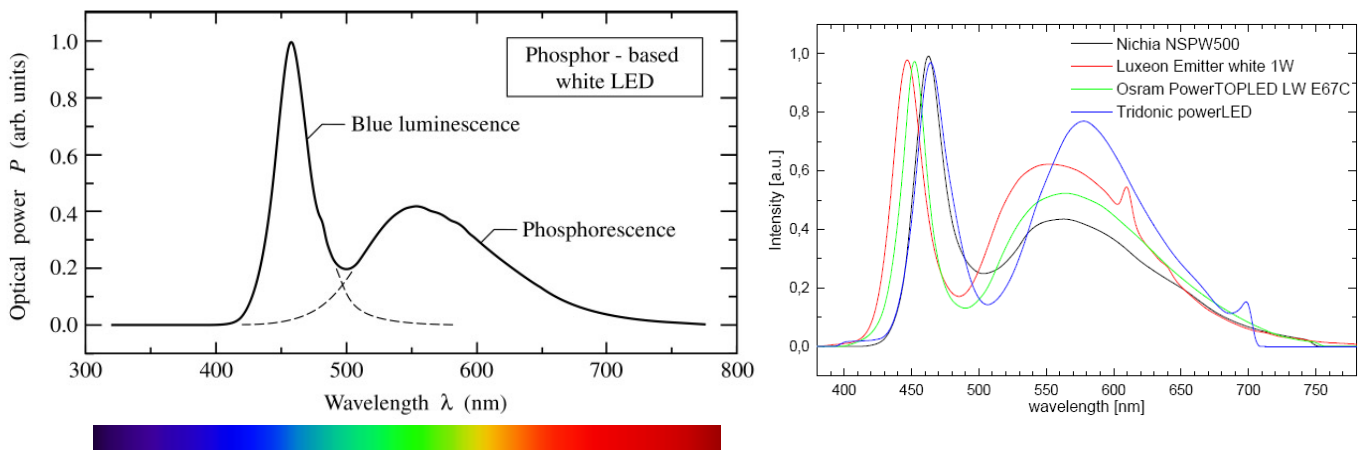 Phosphor - based
white LED
Blue luminescence
Phosphorescence
Optical power P (arb. units)
1.0
0.8
0.6
0.4
0.2
0.0
300 400 500 600 700 800
Wavelength λ (nm)
Nichia NSPW500
Luxeon Emitter white 1W
Osram PowerTOPLED LW E67C
Tridonic powerLED
Intensity [a.u.]
1,0
0,8
0,6
0,4
0,2
0,0
400 450 500 550 600 650 700 750
wavelength [nm]